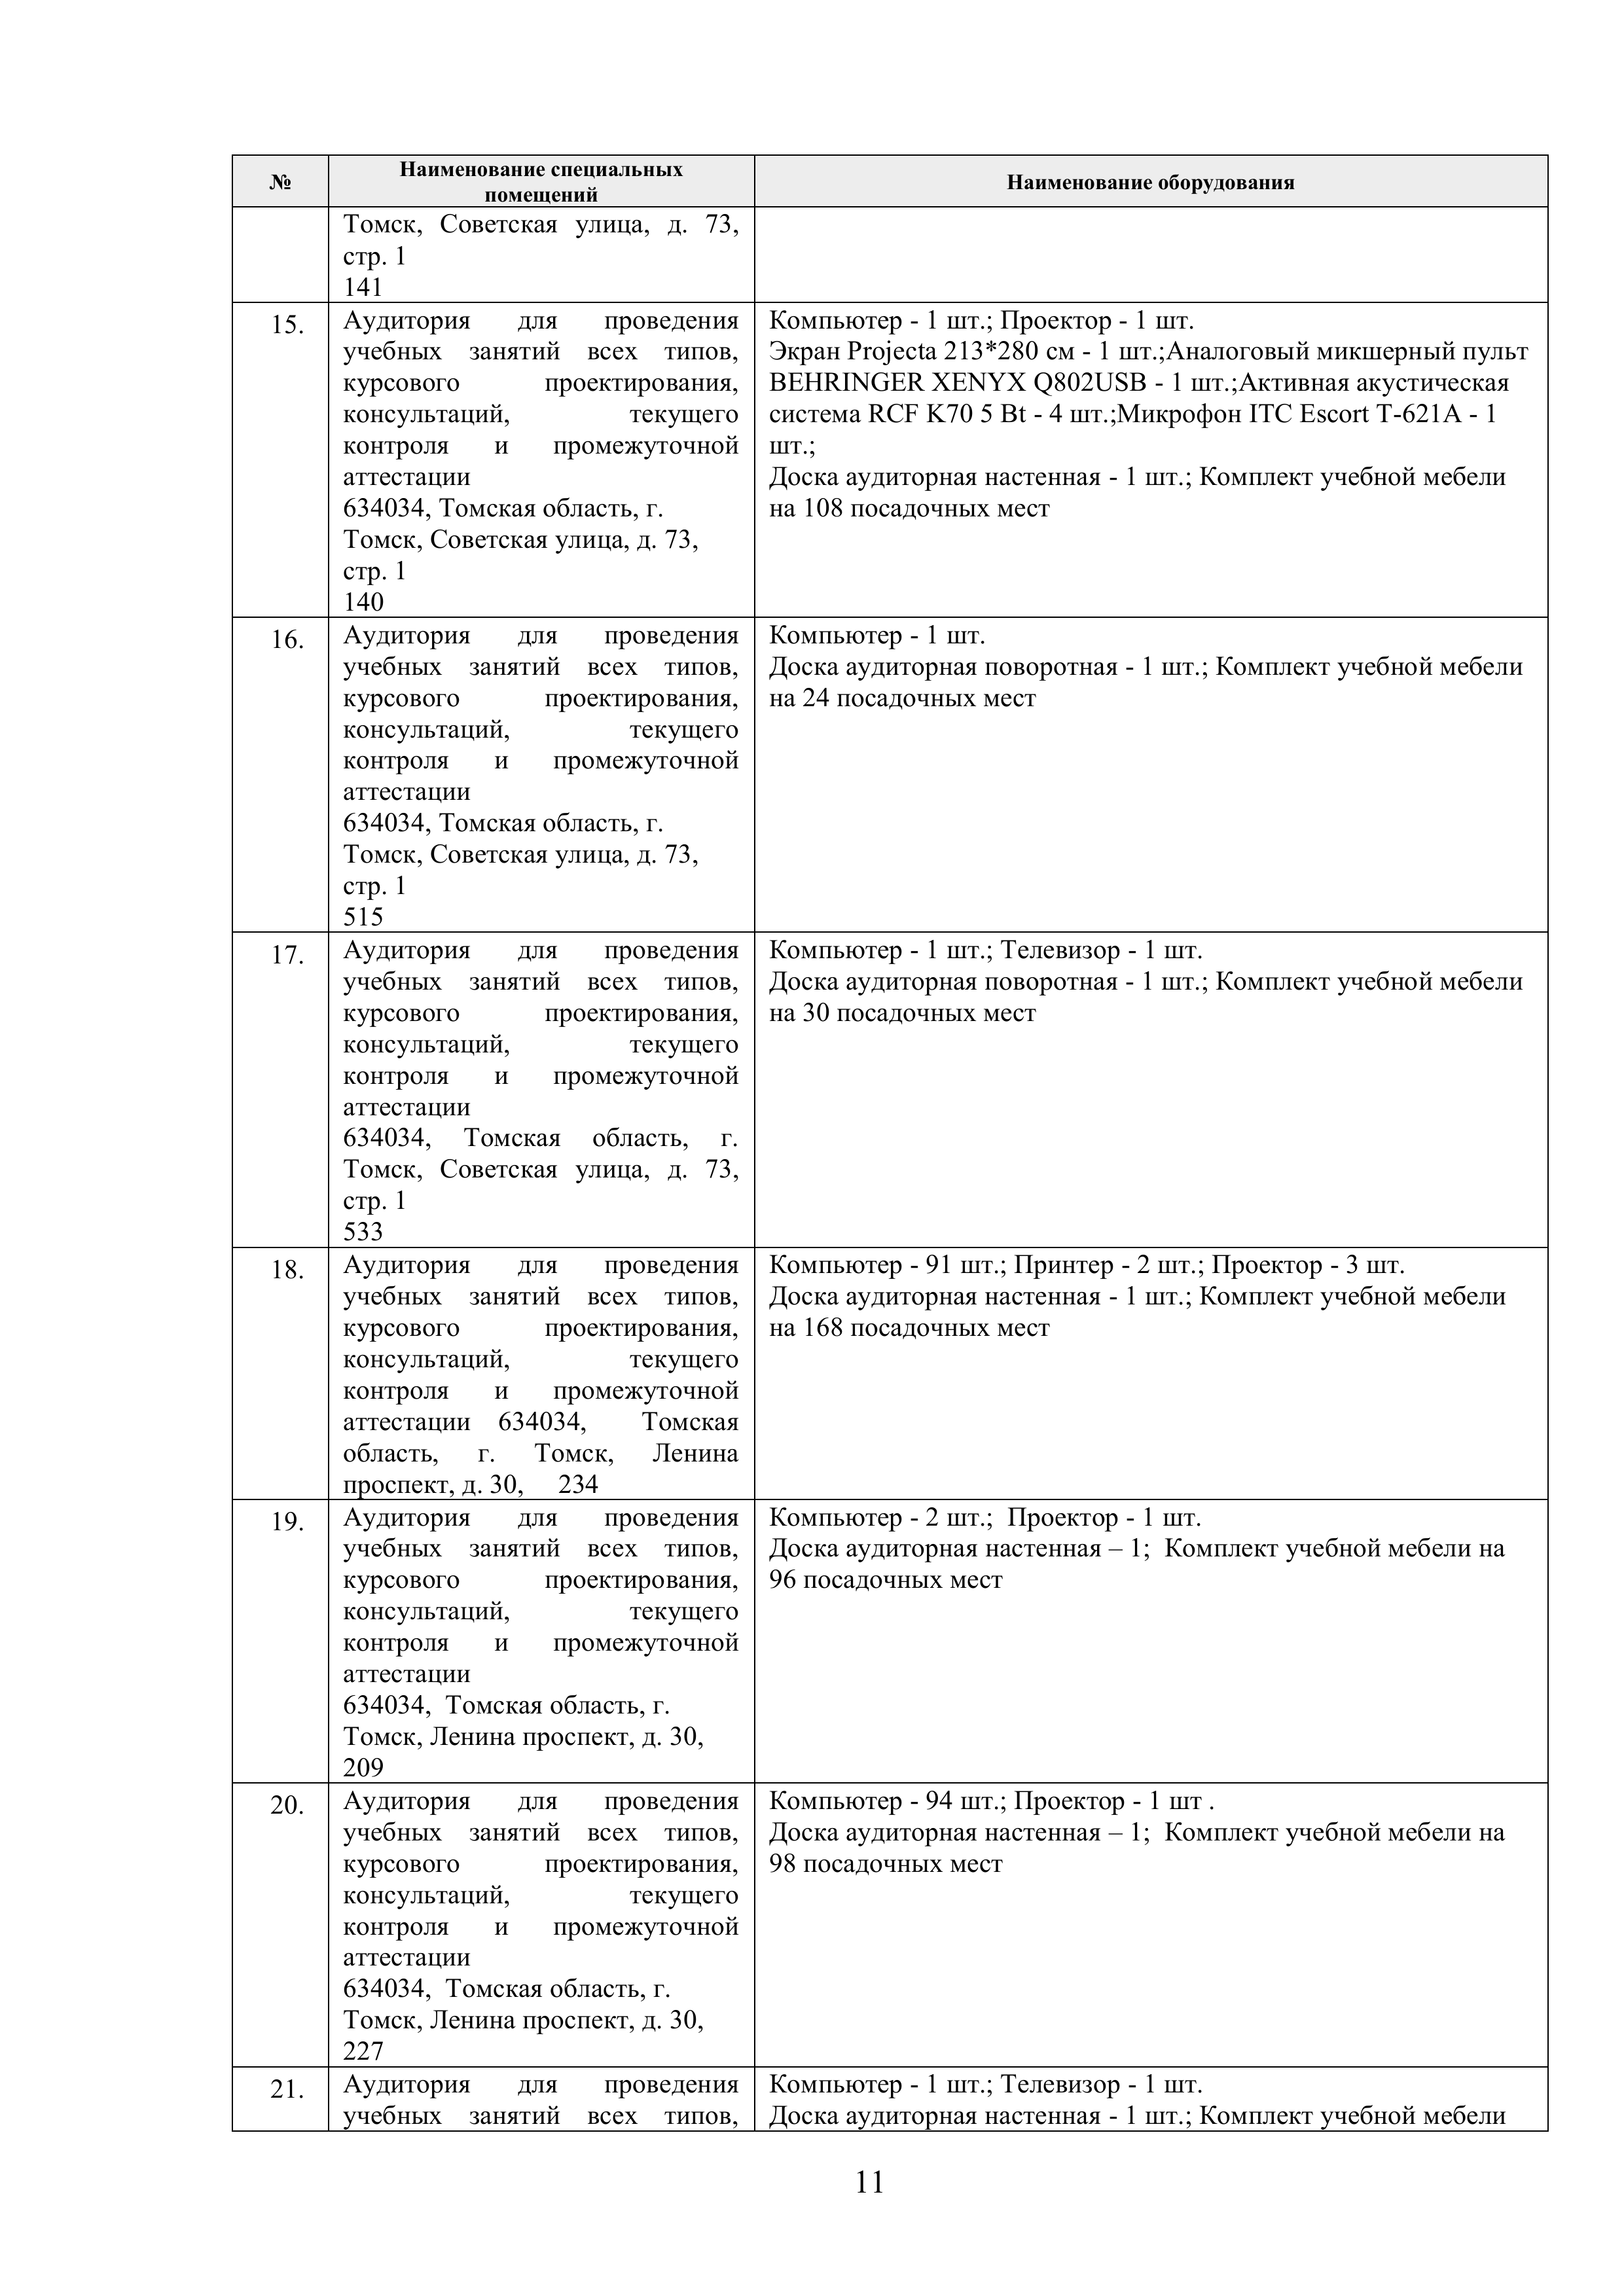 №
Наименование специальных
помещений
Наименование оборудования
Томск, Советская улица, д. 73,
стр. 1
141
15.
Аудитория для проведения
учебных занятий всех типов,
курсового проектирования,
консультаций, текущего
контроля и промежуточной
аттестации
634034, Томская область, г.
Томск, Советская улица, д. 73,
стр. 1
140
Компьютер - 1 шт.; Проектор - 1 шт.
Экран Projecta 213*280 см - 1 шт.;Аналоговый микшерный пульт
BEHRINGER XENYX Q802USB - 1 шт.;Активная акустическая
система RCF K70 5 Bt - 4 шт.;Микрофон ITC Escort T-621A - 1
шт.;
Доска аудиторная настенная - 1 шт.; Комплект учебной мебели
на 108 посадочных мест
16.
Аудитория для проведения
учебных занятий всех типов,
курсового проектирования,
консультаций, текущего
контроля и промежуточной
аттестации
634034, Томская область, г.
Томск, Советская улица, д. 73,
стр. 1
515
Компьютер - 1 шт.
Доска аудиторная поворотная - 1 шт.; Комплект учебной мебели
на 24 посадочных мест
17.
Аудитория для проведения
учебных занятий всех типов,
курсового проектирования,
консультаций, текущего
контроля и промежуточной
аттестации
634034, Томская область, г.
Томск, Советская улица, д. 73,
стр. 1
533
Компьютер - 1 шт.; Телевизор - 1 шт.
Доска аудиторная поворотная - 1 шт.; Комплект учебной мебели
на 30 посадочных мест
18.
Аудитория для проведения
учебных занятий всех типов,
курсового проектирования,
консультаций, текущего
контроля и промежуточной
аттестации 634034, Томская
область, г. Томск, Ленина
проспект, д. 30, 234
Компьютер - 91 шт.; Принтер - 2 шт.; Проектор - 3 шт.
Доска аудиторная настенная - 1 шт.; Комплект учебной мебели
на 168 посадочных мест
19.
Аудитория для проведения
учебных занятий всех типов,
курсового проектирования,
консультаций, текущего
контроля и промежуточной
аттестации
634034, Томская область, г.
Томск, Ленина проспект, д. 30,
209
Компьютер - 2 шт.; Проектор - 1 шт.
Доска аудиторная настенная – 1; Комплект учебной мебели на
96 посадочных мест
20.
Аудитория для проведения
учебных занятий всех типов,
курсового проектирования,
консультаций, текущего
контроля и промежуточной
аттестации
634034, Томская область, г.
Томск, Ленина проспект, д. 30,
227
Компьютер - 94 шт.; Проектор - 1 шт .
Доска аудиторная настенная – 1; Комплект учебной мебели на
98 посадочных мест
21.
Аудитория для проведения
учебных занятий всех типов,
Компьютер - 1 шт.; Телевизор - 1 шт.
Доска аудиторная настенная - 1 шт.; Комплект учебной мебели
11